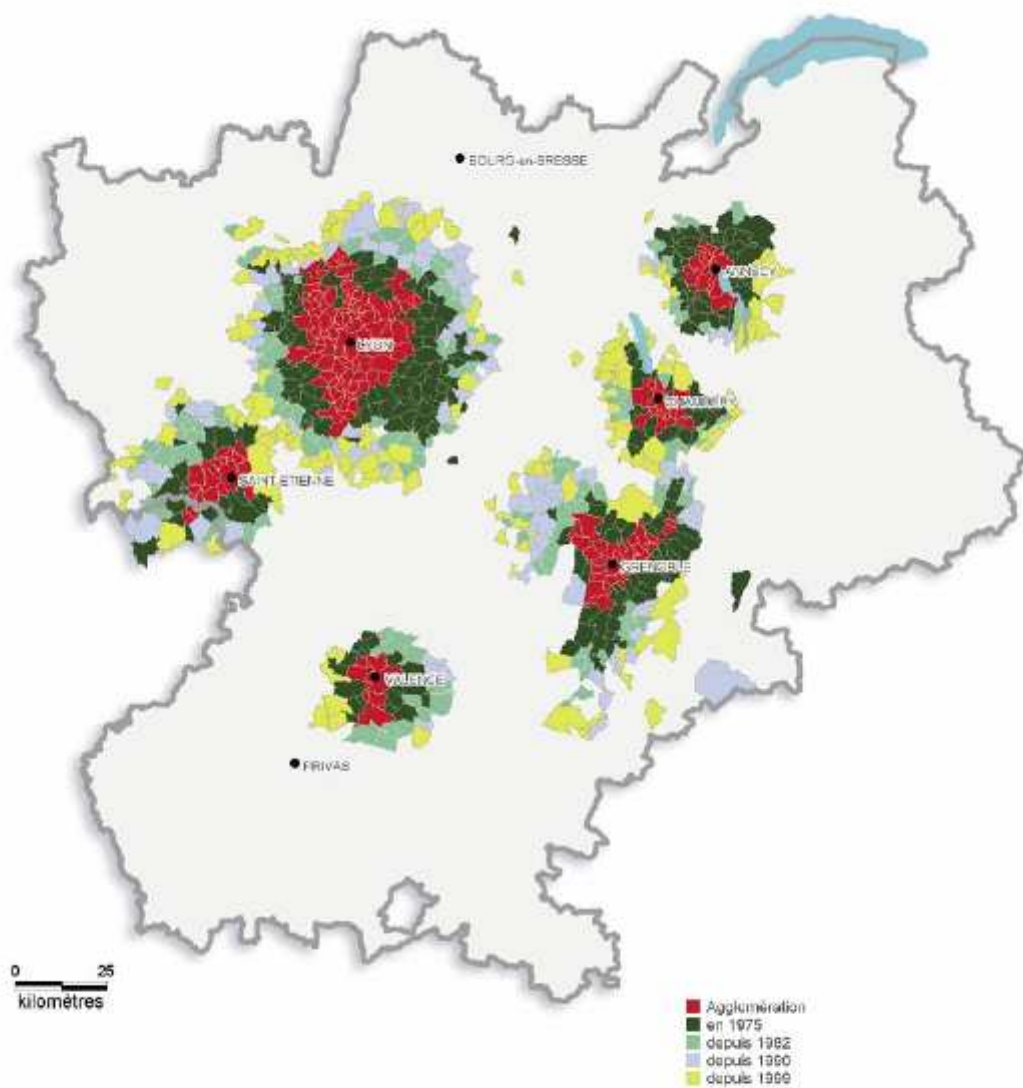 BOURG-en-BRESSE
ANNECY
LYON
CHAMBERY
SAINT-ETIENNE
GRENOBLE
VALENCE
PRIVAS
0 25
kilomètres
Agglomération
en 1975
depuis 1982
depuis 1990
depuis 1999